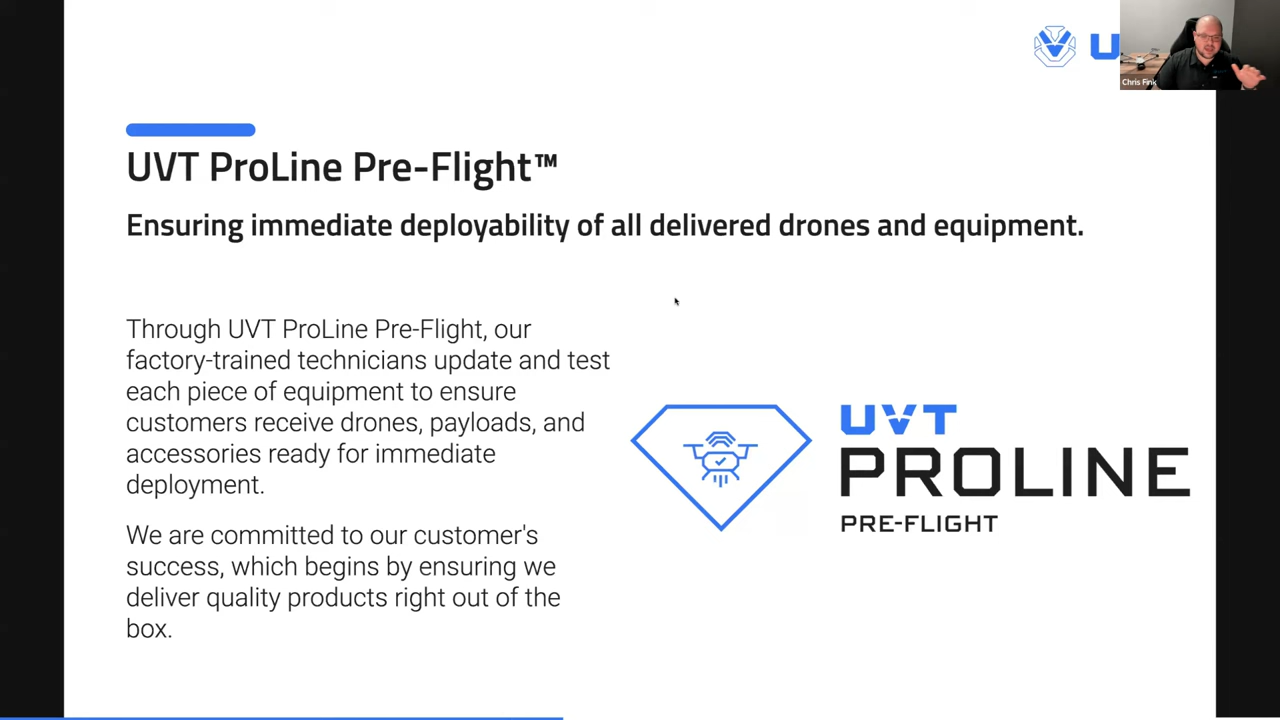 U
Chris Fink
UVT ProLine Pre-Flight™
Ensuring immediate deployability of all delivered drones and equipment.
Through UVT ProLine Pre-Flight, our
factory-trained technicians update and test
each piece of equipment to ensure
customers receive drones, payloads, and
accessories ready for immediate
deployment.
We are committed to our customer's
success, which begins by ensuring we
deliver quality products right out of the
box.
UVT
PROLINE
PRE-FLIGHT